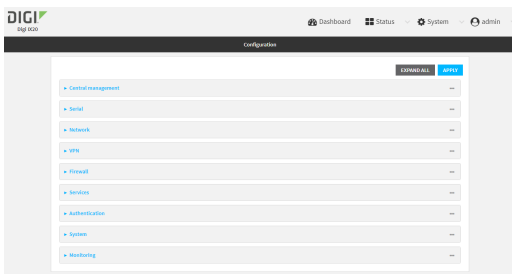 DIGI
Digi IX20
Dashboard Status System admin
Configuration
EXPAND ALL APPLY
Central management
Serial
Network
VPN
Firewall
Services
Authentication
System
Monitoring